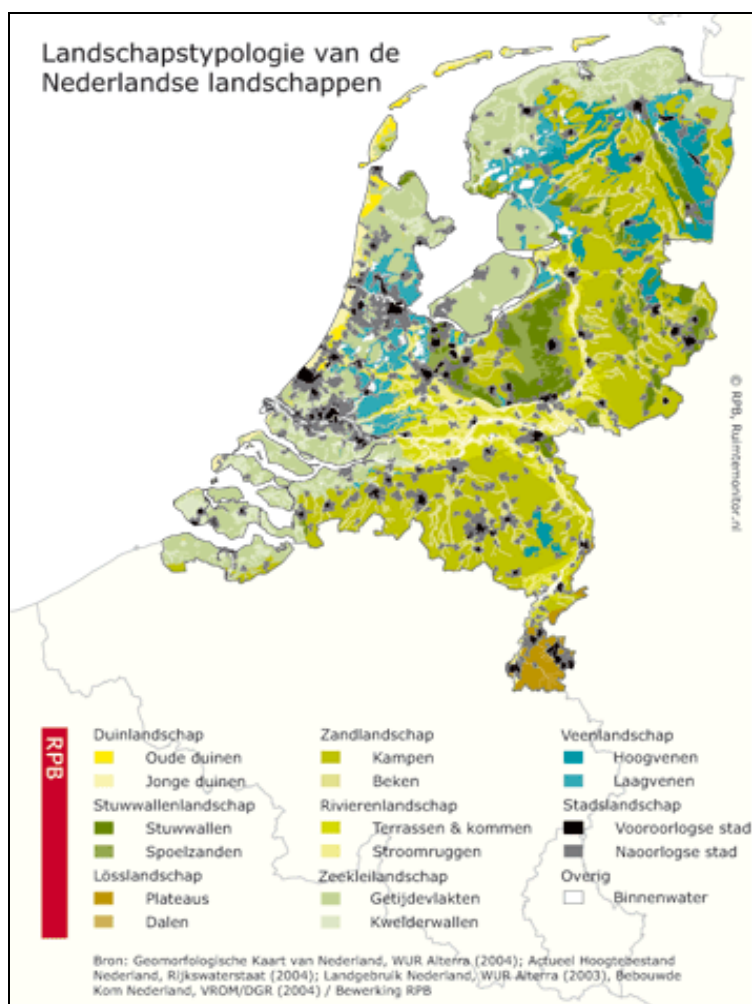 Landschapstypologie van de
Nederlandse landschappen
© RPB, Ruimtemonitor.nl
RPB
Duinlandschap
Oude duinen
Jonge duinen
Stuwwallenlandschap
Stuwwallen
Spoelzanden
Lösslandschap
Plateaus
Dalen
Zandlandschap
Kampen
Beken
Rivierenlandschap
Terrassen & kommen
Stroomruggen
Zeekleilandschap
Getijdevlakten
Kwelderwallen
Veenlandschap
Hoogvenen
Laagvenen
Stadslandschap
Vooroorlogse stad
Naoorlogse stad
Overig
Binnenwater
Bron: Geomorfologische Kaart van Nederland, WUR Alterra (2004); Actueel Hoogtebestand
Nederland, Rijkswaterstaat (2004); Landgebruik Nederland, WUR Alterra (2003), Bebouwde
Kom Nederland, VROM/DGR (2004) / Bewerking RPB